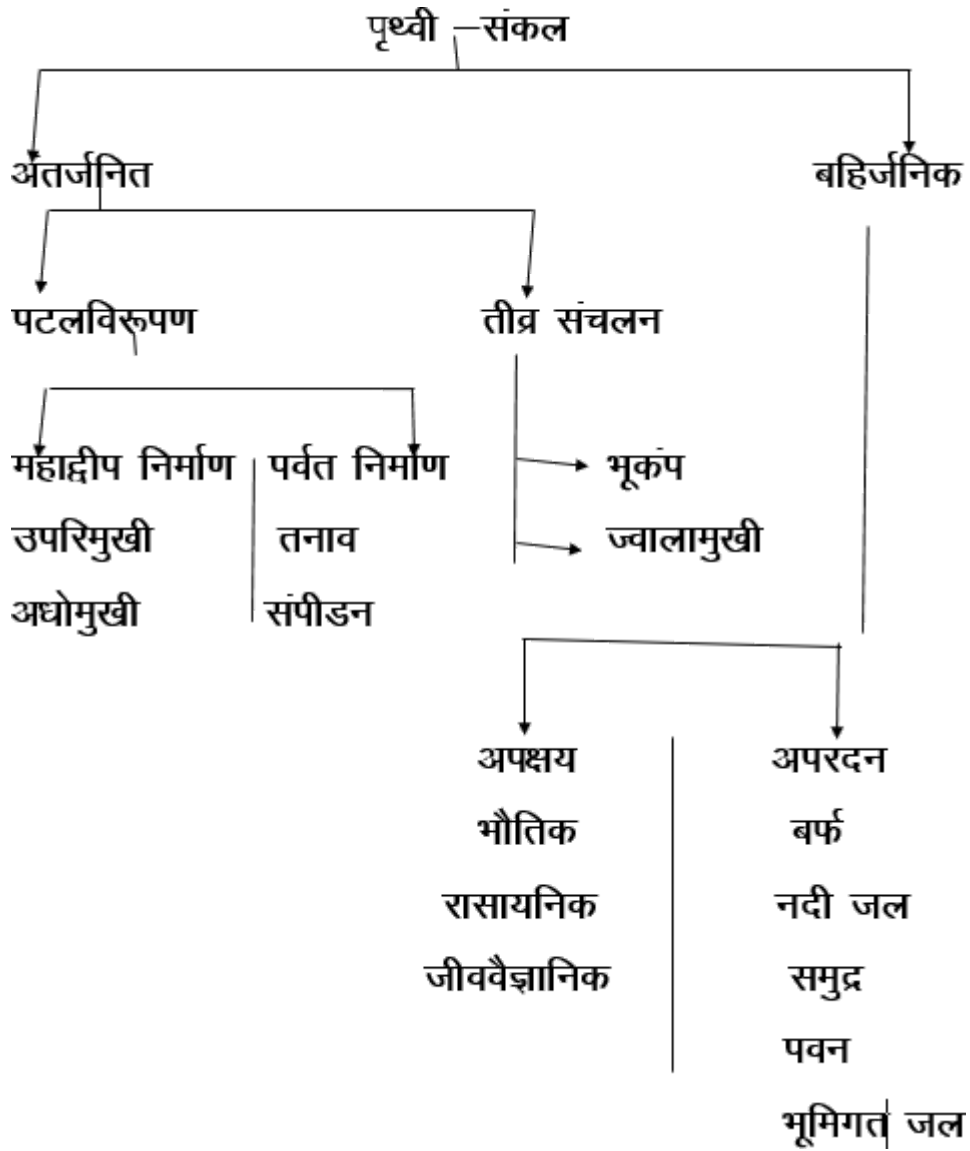 पृथ्वी –संकल
अंतर्जनित बहिर्जनिक
पटलविरूपण तीव्र संचलन
महाद्वीप निर्माण पर्वत निर्माण भूकंप
उपरिमुखी तनाव ज्वालामुखी
अधोमुखी संपीडन
अपक्षय अपरदन
भौतिक बर्फ
रासायनिक नदी जल
जीववैज्ञानिक समुद्र
पवन
भूमिगत जल